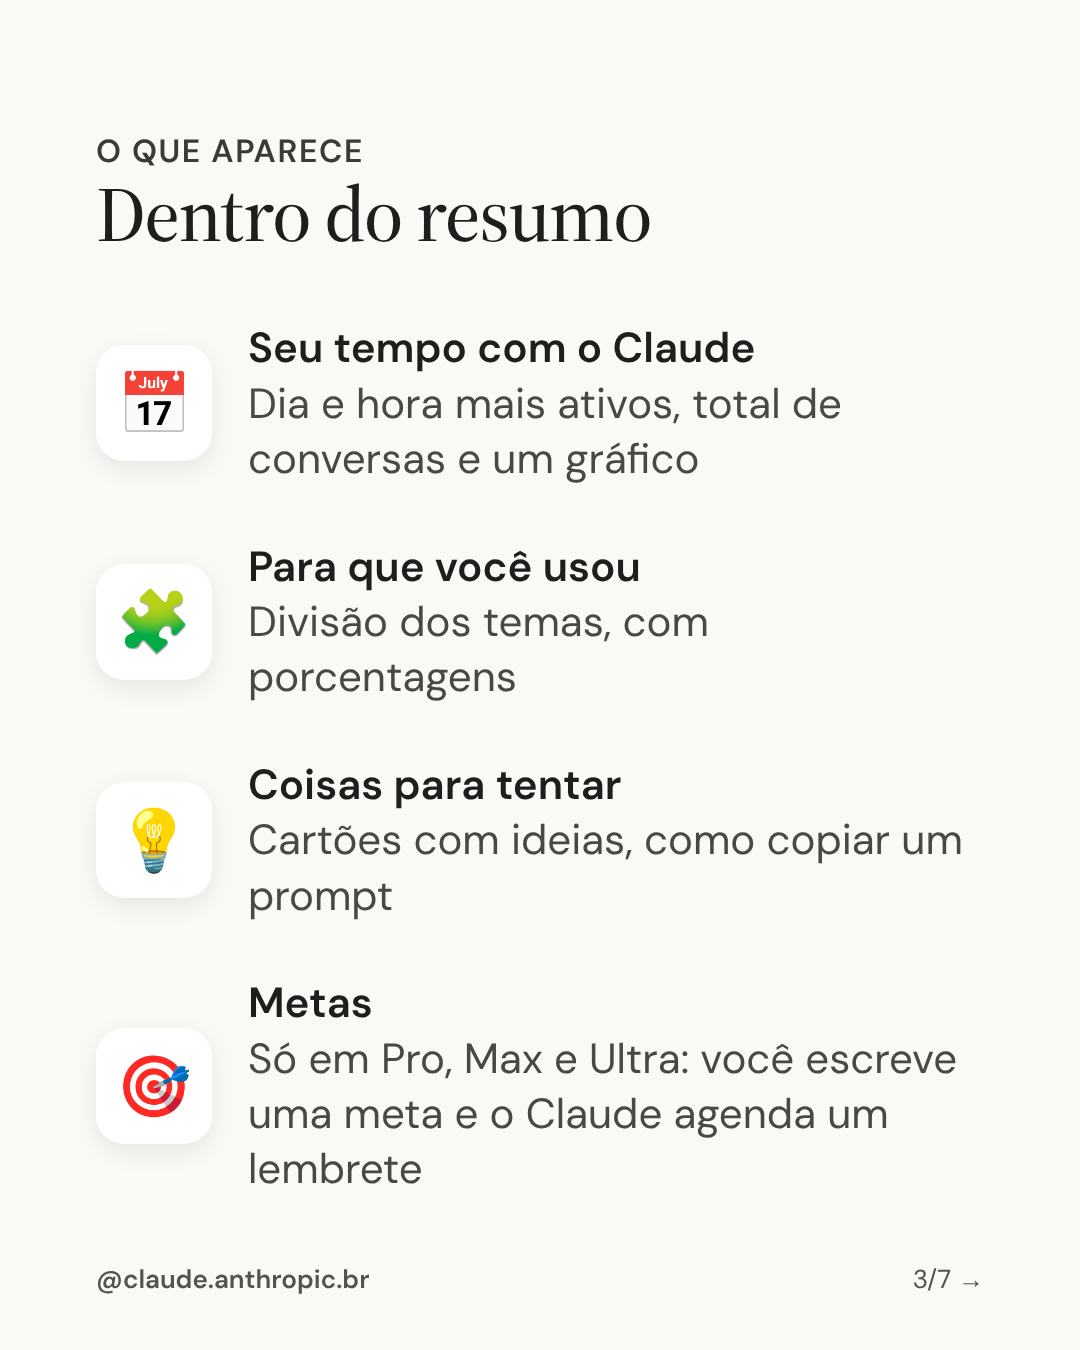 O QUE APARECE
Dentro do resumo
July
17
Seu tempo com o Claude
Dia e hora mais ativos, total de
conversas e um gráfico
Para que você usou
Divisão dos temas, com
porcentagens
Coisas para tentar
Cartões com ideias, como copiar um
prompt
Metas
Só em Pro, Max e Ultra: você escreve
uma meta e o Claude agenda um
lembrete
@claude.anthropic.br
3/7 →